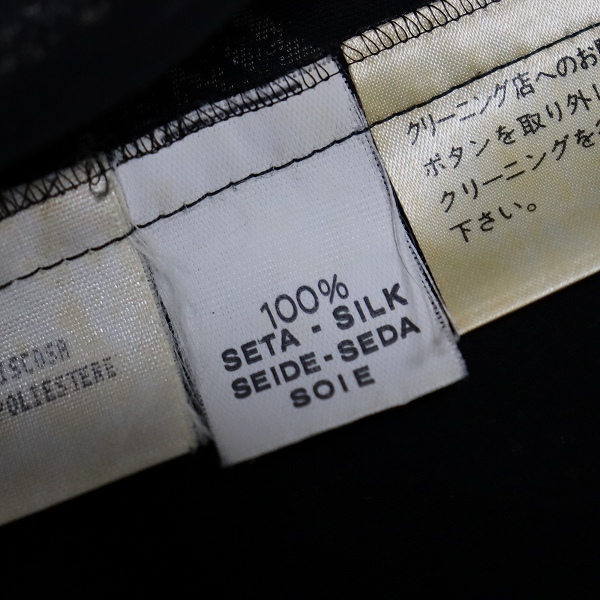 ISCOSA
POLIESTERE
100%
SETA - SILK
SEIDE-SEDA
SOIE
クリーニング店へのお
ボタンを取り外し
クリーニングを
下さい。